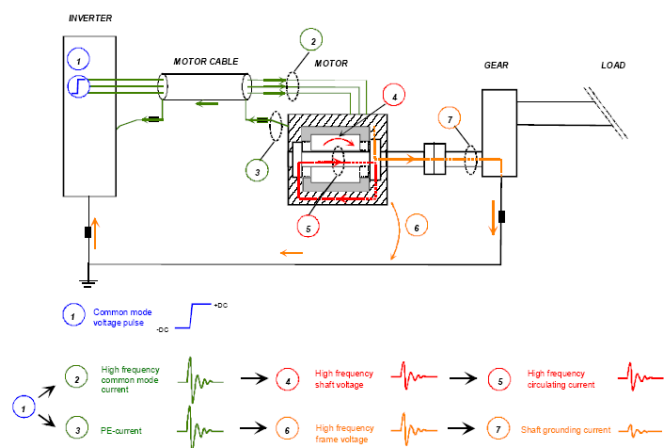 INVERTER
MOTOR CABLE
MOTOR
GEAR
LOAD
1
2
3
4
5
6
7
1
Common mode
voltage pulse
+DC
-DC
1
2
High frequency
common mode
current
4
High frequency
shaft voltage
5
High frequency
circulating current
3
PE-current
6
High frequency
frame voltage
7
Shaft grounding current